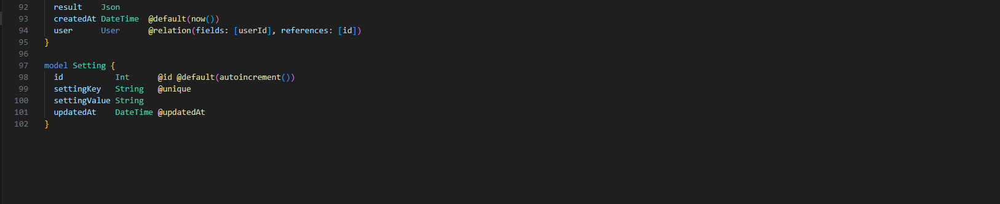 92 result Json
93 createdAt DateTime @default(now())
94 user User @relation(fields: [userId], references: [id])
95 }
96
97 model Setting {
98 id Int @id @default(autoincrement())
99 settingKey String @unique
100 settingValue String
101 updatedAt DateTime @updatedAt
102 }